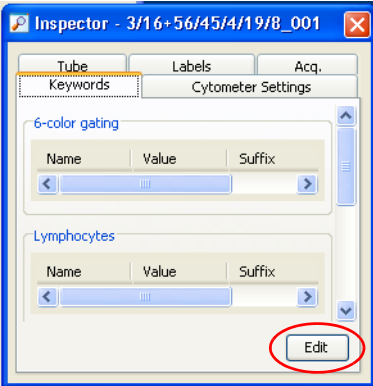 Inspector - 3/16+56/45/4/19/8_001
Tube Labels Acq.
Keywords Cytometer Settings
6-color gating
Name Value Suffix
Lymphocytes
Name Value Suffix
Edit